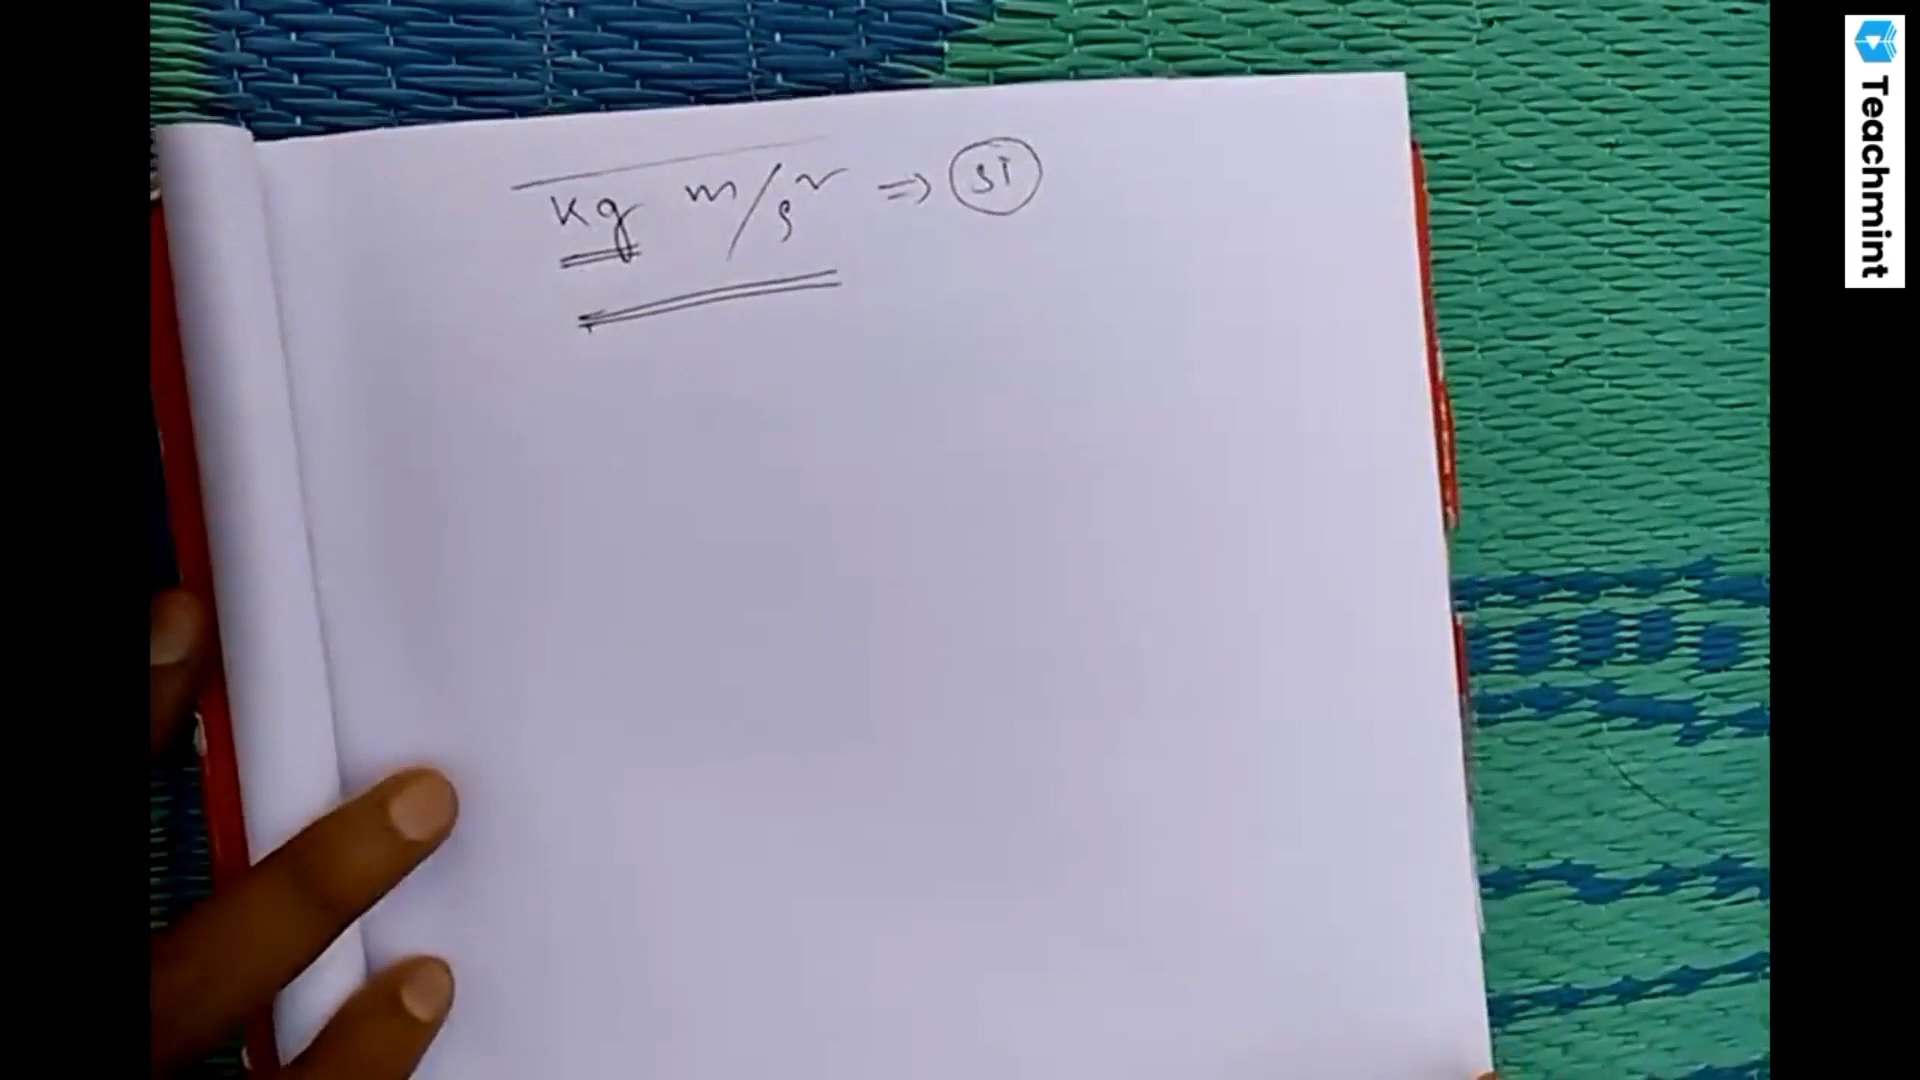 kg m/s² ⇒ SI
Teachmint